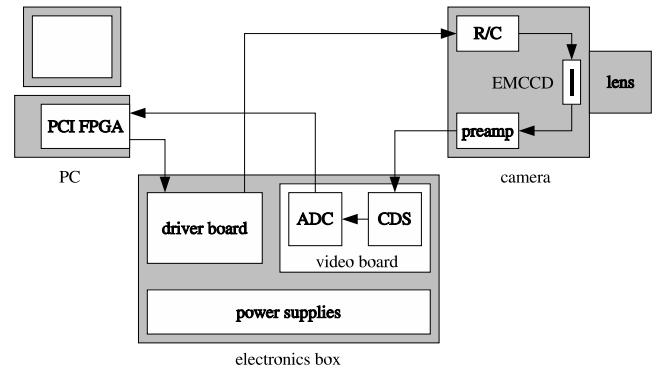 R/C
EMCCD
lens
PCI FPGA
preamp
PC
camera
driver board
ADC
CDS
video board
power supplies
electronics box